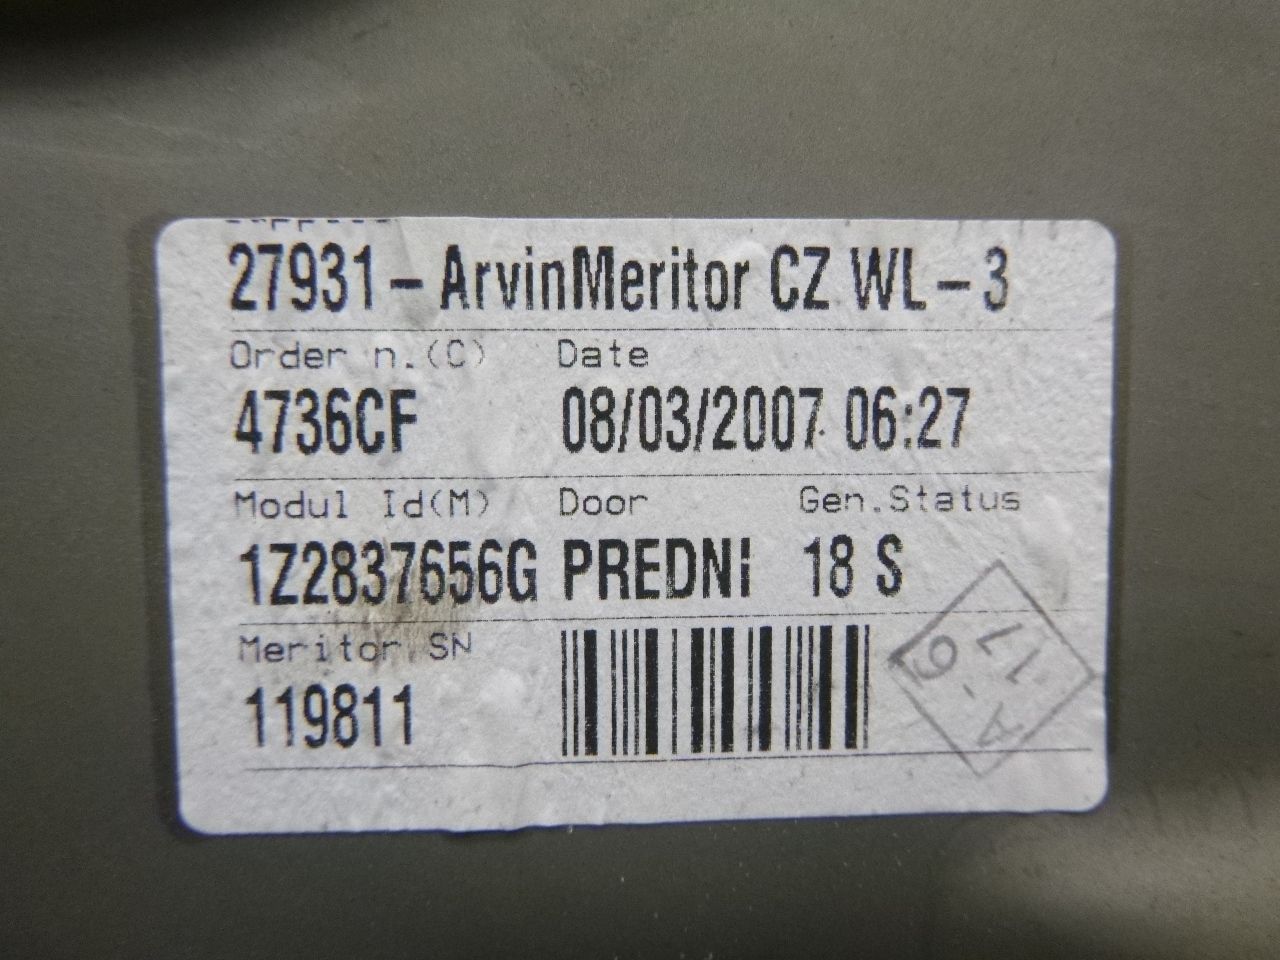 27931-ArvinMeritor CZ WL-3
Order n.(C) Date
4736CF 08/03/2007 06:27
Modul Id(M) Door Gen.Status
1Z2837656G PREDNi 18 S
Meritor SN
119811
A-17